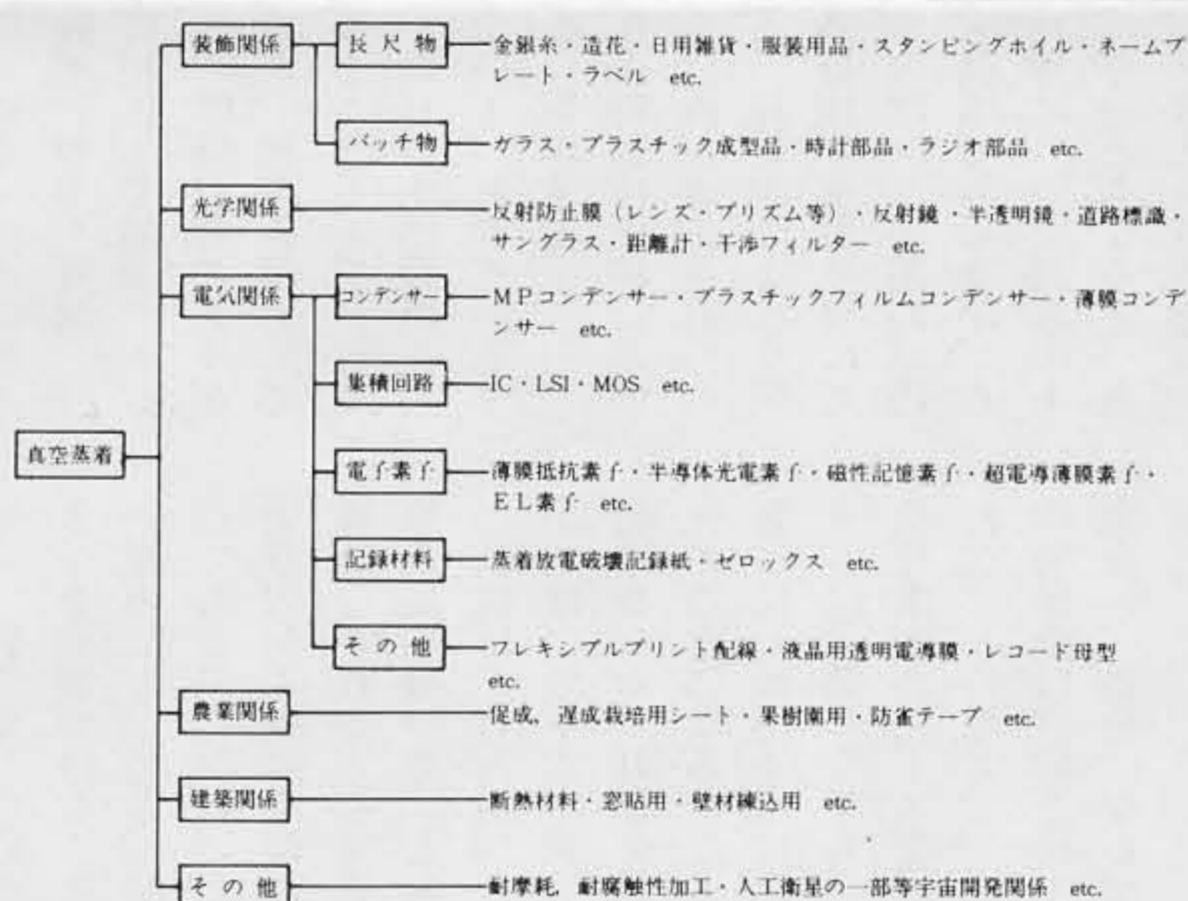 装飾関係
長尺物
金銀糸・造花・日用雑貨・服装用品・スタンピングホイル・ネームプ
レート・ラベル etc.
バッチ物
ガラス・プラスチック成型品・時計部品・ラジオ部品 etc.
光学関係
反射防止膜（レンズ・プリズム等）・反射鏡・半透明鏡・道路標識・
サングラス・距離計・干渉フィルター etc.
電気関係
コンデンサー
MPコンデンサー・プラスチックフィルムコンデンサー・薄膜コンデ
ンサー etc.
集積回路
IC・LSI・MOS etc.
真空蒸着
電子素子
薄膜抵抗素子・半導体光電素子・磁性記憶素子・超電導薄膜素子・
EL素子 etc.
記録材料
蒸着放電破壊記録紙・ゼロックス etc.
その他
フレキシブルプリント配線・液晶用透明電導膜・レコード母型
etc.
農業関係
促成，遅成栽培用シート・果樹園用・防雀テープ etc.
建築関係
断熱材料・窓貼用・壁材練込用 etc.
その他
耐摩耗，耐腐触性加工・人工衛星の一部等宇宙開発関係 etc.